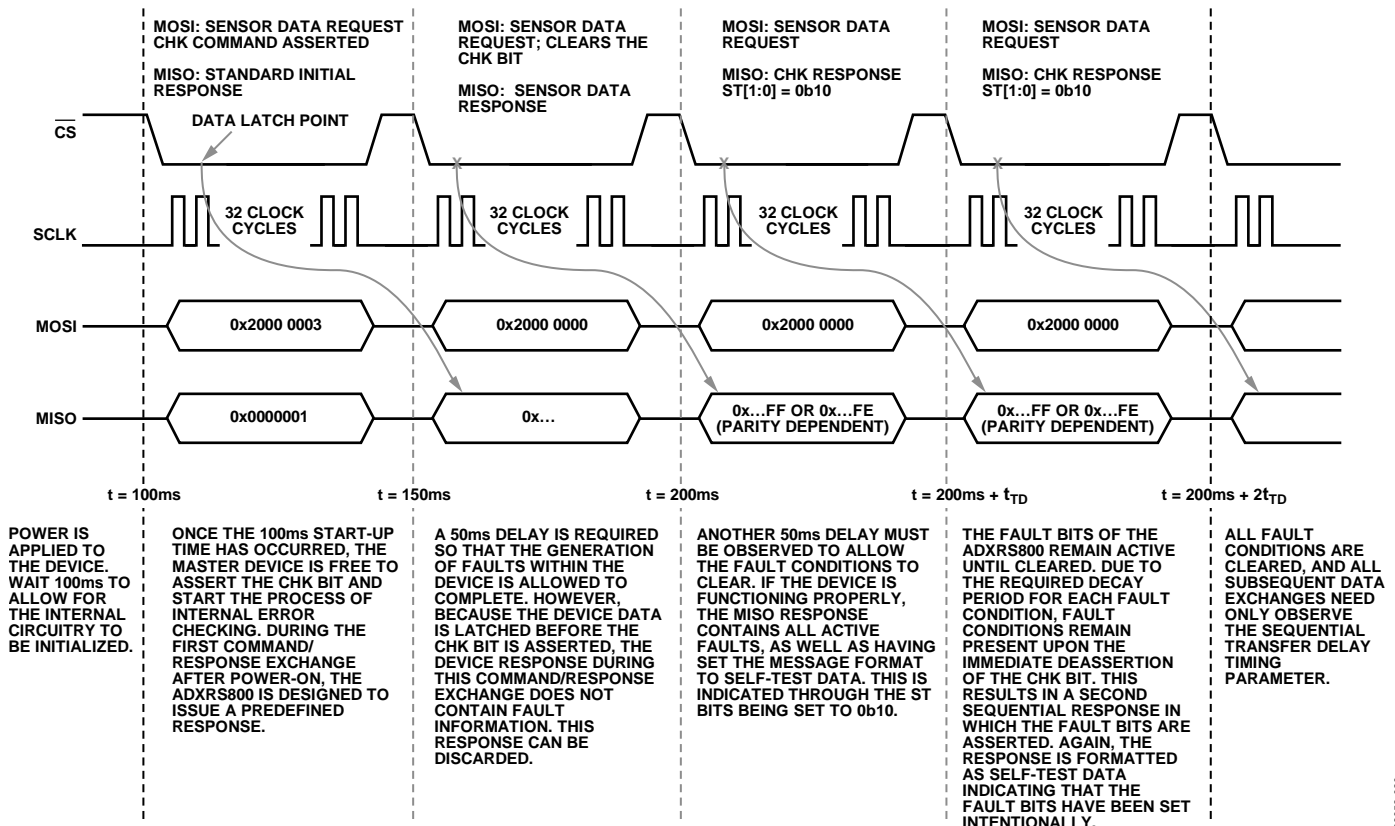 MOSI: SENSOR DATA REQUEST
CHK COMMAND ASSERTED
MISO: STANDARD INITIAL
RESPONSE
MOSI: SENSOR DATA
REQUEST; CLEARS THE
CHK BIT
MISO: SENSOR DATA
RESPONSE
MOSI: SENSOR DATA
REQUEST
MISO: CHK RESPONSE
ST[1:0] = 0b10
MOSI: SENSOR DATA
REQUEST
MISO: CHK RESPONSE
ST[1:0] = 0b10
DATA LATCH POINT
CS
X
X
X
SCLK
32 CLOCK
CYCLES
32 CLOCK
CYCLES
32 CLOCK
CYCLES
32 CLOCK
CYCLES
MOSI
0x2000 0003
0x2000 0000
0x2000 0000
0x2000 0000
MISO
0x0000001
0x…
0x…FF OR 0x…FE
(PARITY DEPENDENT)
0x…FF OR 0x…FE
(PARITY DEPENDENT)
t = 100ms
t = 150ms
t = 200ms
t = 200ms + tTD
t = 200ms + 2tTD
POWER IS
APPLIED TO
THE DEVICE.
WAIT 100ms TO
ALLOW FOR
THE INTERNAL
CIRCUITRY TO
BE INITIALIZED.
ONCE THE 100ms START-UP
TIME HAS OCCURRED, THE
MASTER DEVICE IS FREE TO
ASSERT THE CHK BIT AND
START THE PROCESS OF
INTERNAL ERROR
CHECKING. DURING THE
FIRST COMMAND/
RESPONSE EXCHANGE
AFTER POWER-ON, THE
ADXRS800 IS DESIGNED TO
ISSUE A PREDEFINED
RESPONSE.
A 50ms DELAY IS REQUIRED
SO THAT THE GENERATION
OF FAULTS WITHIN THE
DEVICE IS ALLOWED TO
COMPLETE. HOWEVER,
BECAUSE THE DEVICE DATA
IS LATCHED BEFORE THE
CHK BIT IS ASSERTED, THE
DEVICE RESPONSE DURING
THIS COMMAND/RESPONSE
EXCHANGE DOES NOT
CONTAIN FAULT
INFORMATION. THIS
RESPONSE CAN BE
DISCARDED.
ANOTHER 50ms DELAY MUST
BE OBSERVED TO ALLOW
THE FAULT CONDITIONS TO
CLEAR. IF THE DEVICE IS
FUNCTIONING PROPERLY,
THE MISO RESPONSE
CONTAINS ALL ACTIVE
FAULTS, AS WELL AS HAVING
SET THE MESSAGE FORMAT
TO SELF-TEST DATA. THIS IS
INDICATED THROUGH THE ST
BITS BEING SET TO 0b10.
THE FAULT BITS OF THE
ADXRS800 REMAIN ACTIVE
UNTIL CLEARED. DUE TO
THE REQUIRED DECAY
PERIOD FOR EACH FAULT
CONDITION, FAULT
CONDITIONS REMAIN
PRESENT UPON THE
IMMEDIATE DEASSERTION
OF THE CHK BIT. THIS
RESULTS IN A SECOND
SEQUENTIAL RESPONSE IN
WHICH THE FAULT BITS ARE
ASSERTED. AGAIN, THE
RESPONSE IS FORMATTED
AS SELF-TEST DATA
INDICATING THAT THE
FAULT BITS HAVE BEEN SET
INTENTIONALLY.
ALL FAULT
CONDITIONS ARE
CLEARED, AND ALL
SUBSEQUENT DATA
EXCHANGES NEED
ONLY OBSERVE
THE SEQUENTIAL
TRANSFER DELAY
TIMING
PARAMETER.